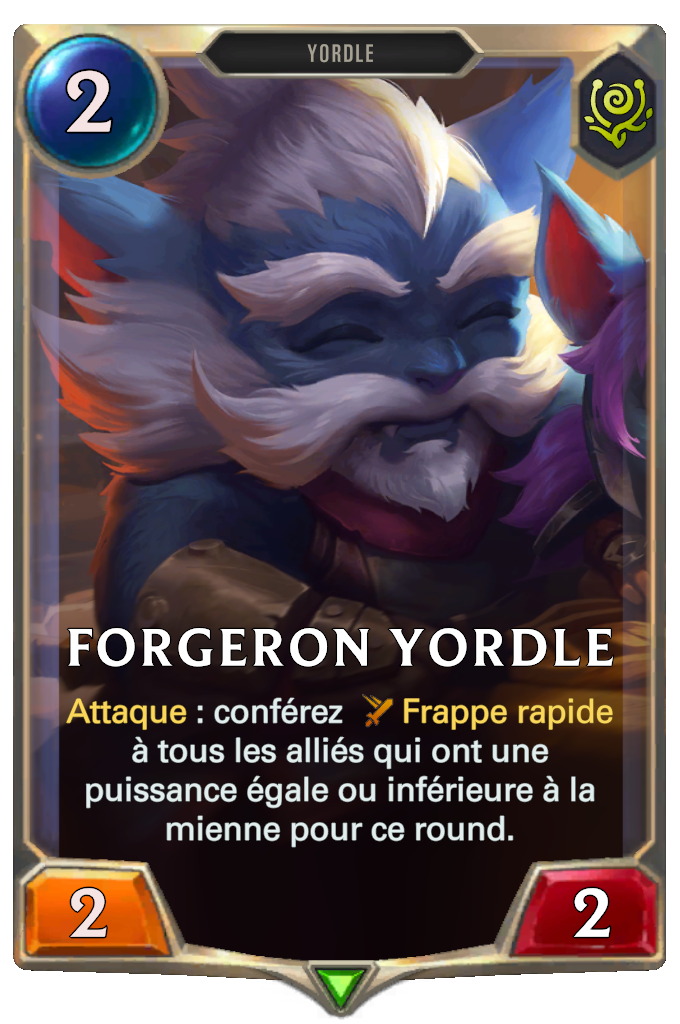 YORDLE
2
FORGERON YORDLE
Attaque : conférez Frappe rapide
à tous les alliés qui ont une
puissance égale ou inférieure à la
mienne pour ce round.
2
2